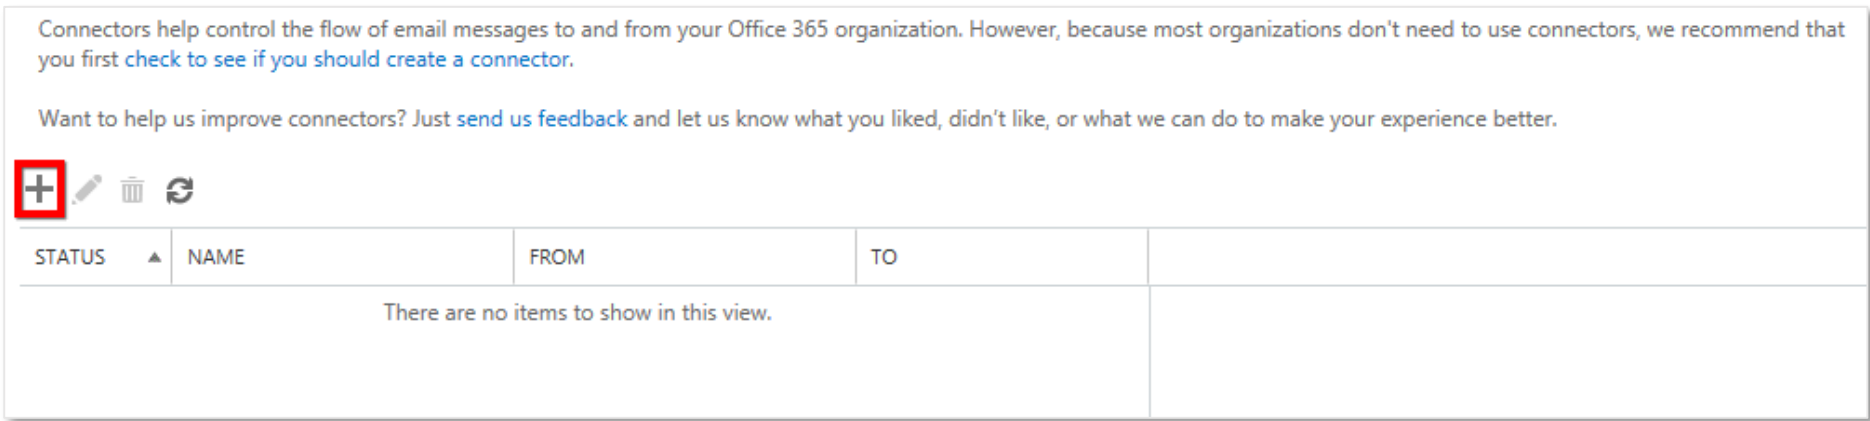 Connectors help control the flow of email messages to and from your Office 365 organization. However, because most organizations don't need to use connectors, we recommend that
you first check to see if you should create a connector.
Want to help us improve connectors? Just send us feedback and let us know what you liked, didn't like, or what we can do to make your experience better.
STATUS NAME FROM TO
There are no items to show in this view.